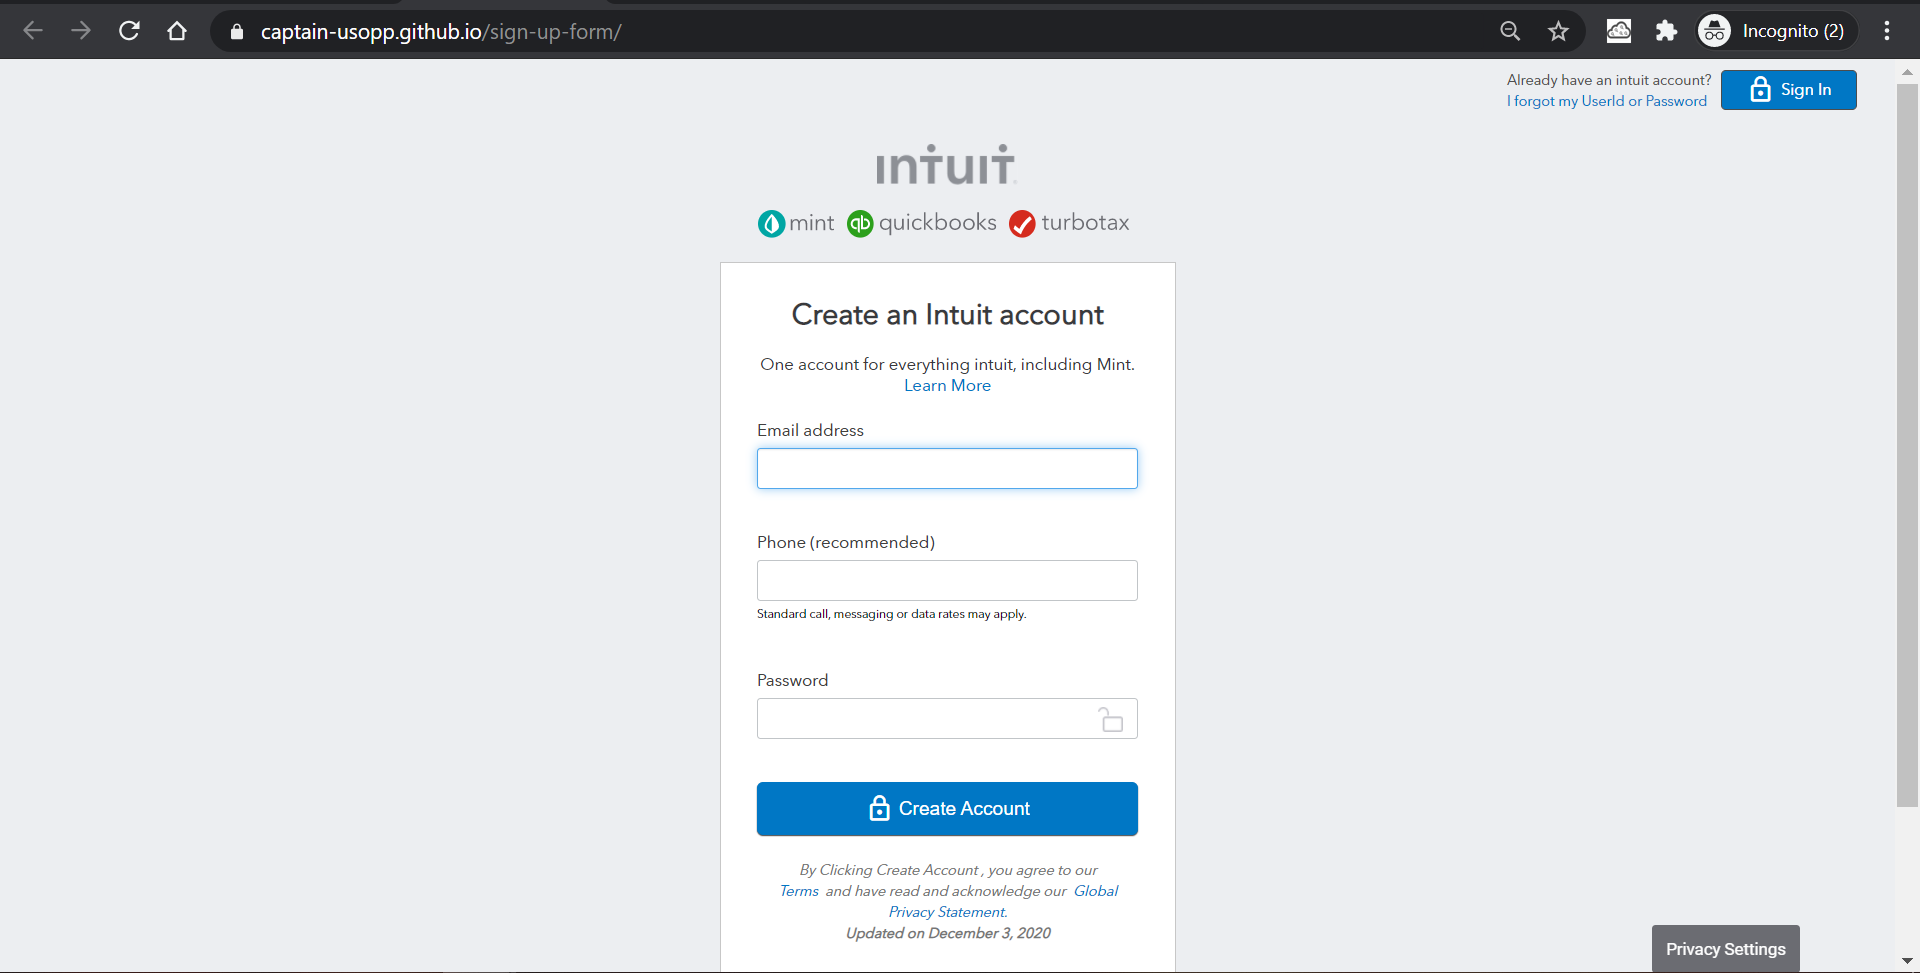 captain-usopp.github.io/sign-up-form/
Incognito (2)
Already have an intuit account?
I forgot my UserId or Password
Sign In
intuit
mint
qb quickbooks
turbotax
Create an Intuit account
One account for everything intuit, including Mint.
Learn More
Email address
Phone (recommended)
Standard call, messaging or data rates may apply.
Password
Create Account
By Clicking Create Account , you agree to our
Terms and have read and acknowledge our Global
Privacy Statement.
Updated on December 3, 2020
Privacy Settings